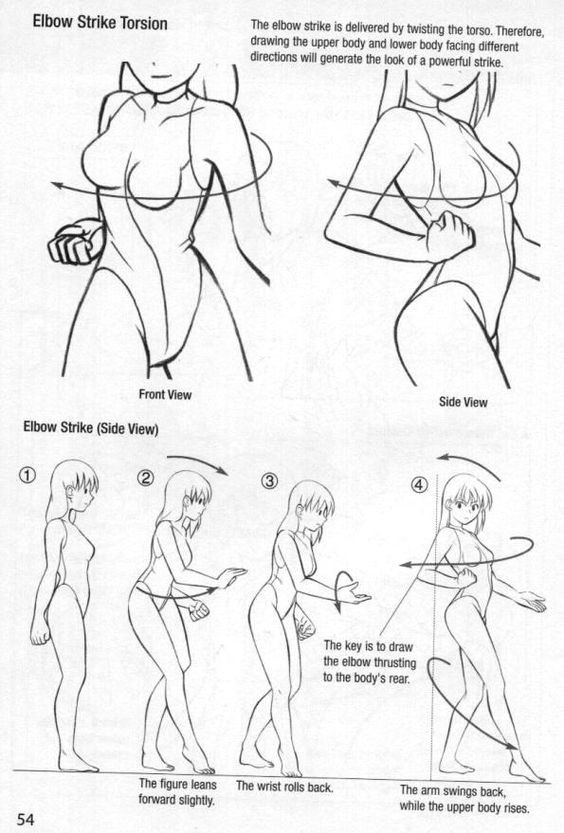 Elbow Strike Torsion
The elbow strike is delivered by twisting the torso. Therefore,
drawing the upper body and lower body facing different
directions will generate the look of a powerful strike.
Front View
Side View
Elbow Strike (Side View)
①
②
③
④
The key is to draw
the elbow thrusting
to the body's rear.
The figure leans
forward slightly.
The wrist rolls back.
The arm swings back,
while the upper body rises.
54